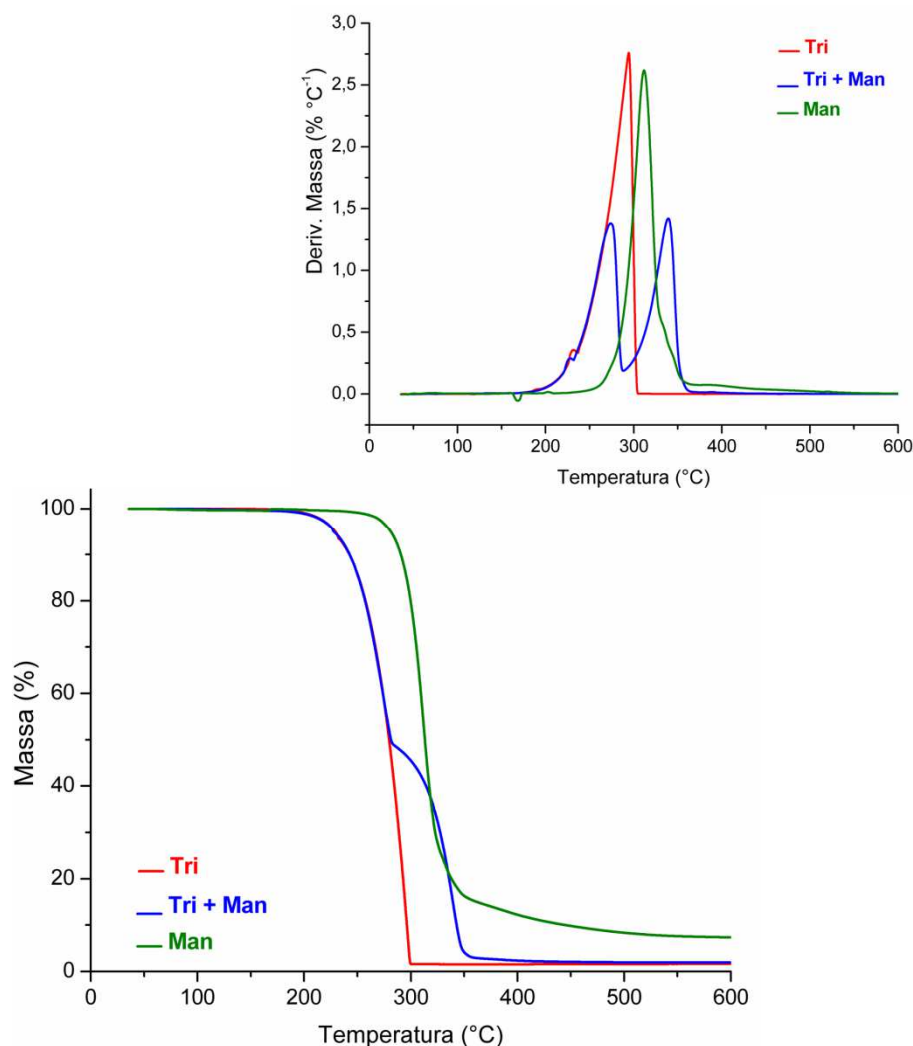 3,0
2,5
2,0
1,5
1,0
0,5
0,0
Deriv. Massa (% °C⁻¹)
Tri
Tri + Man
Man
0 100 200 300 400 500 600
Temperatura (°C)
100
80
60
40
20
0
Massa (%)
Tri
Tri + Man
Man
0 100 200 300 400 500 600
Temperatura (°C)